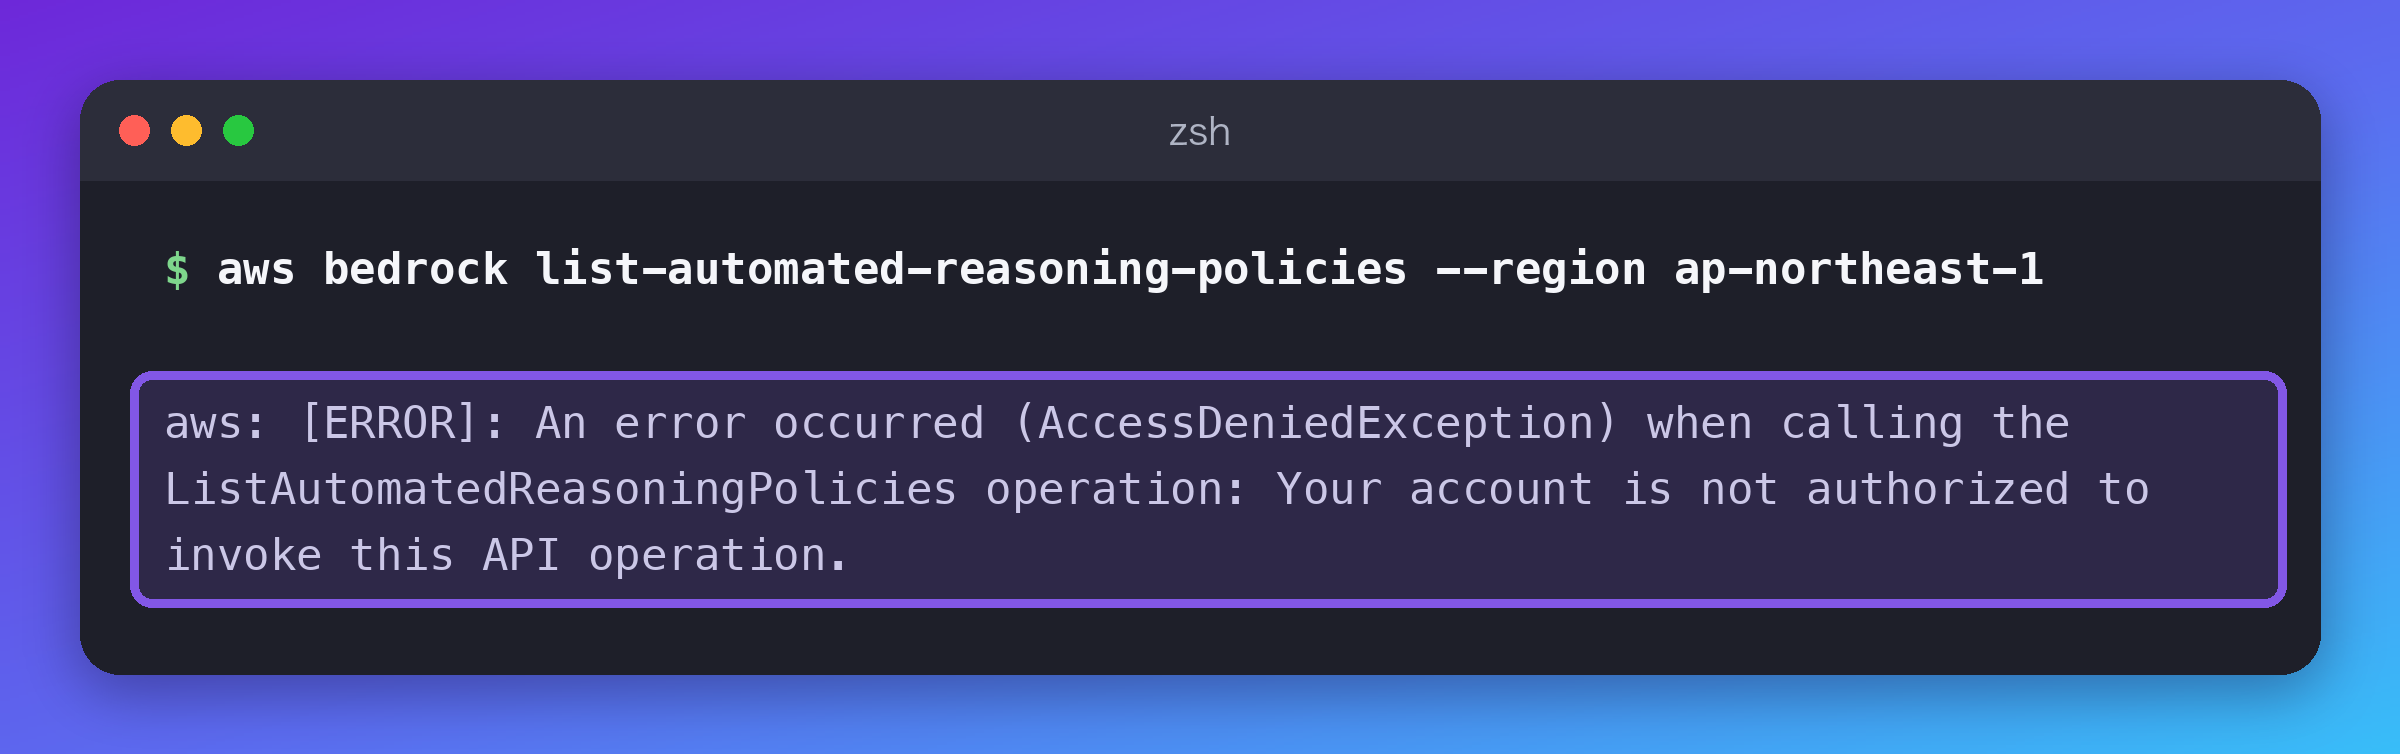 zsh
$ aws bedrock list-automated-reasoning-policies --region ap-northeast-1
aws: [ERROR]: An error occurred (AccessDeniedException) when calling the
ListAutomatedReasoningPolicies operation: Your account is not authorized to
invoke this API operation.